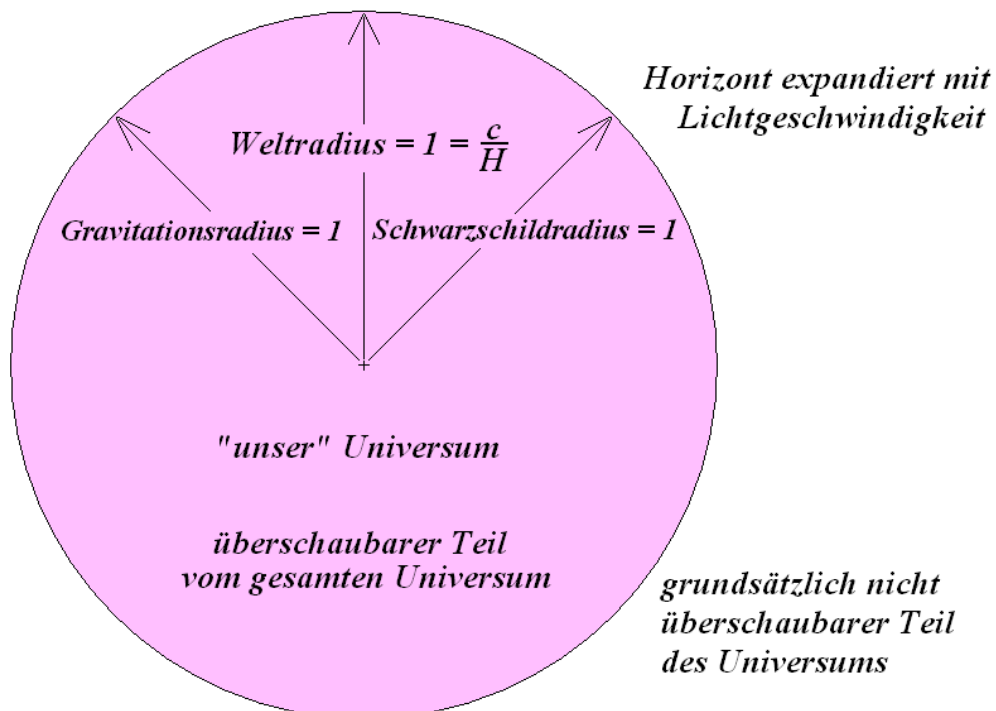 Horizont expandiert mit
Lichtgeschwindigkeit
Weltradius = 1 = c/H
Gravitationsradius = 1
Schwarzschildradius = 1
"unser" Universum
überschaubarer Teil
vom gesamten Universum
grundsätzlich nicht
überschaubarer Teil
des Universums